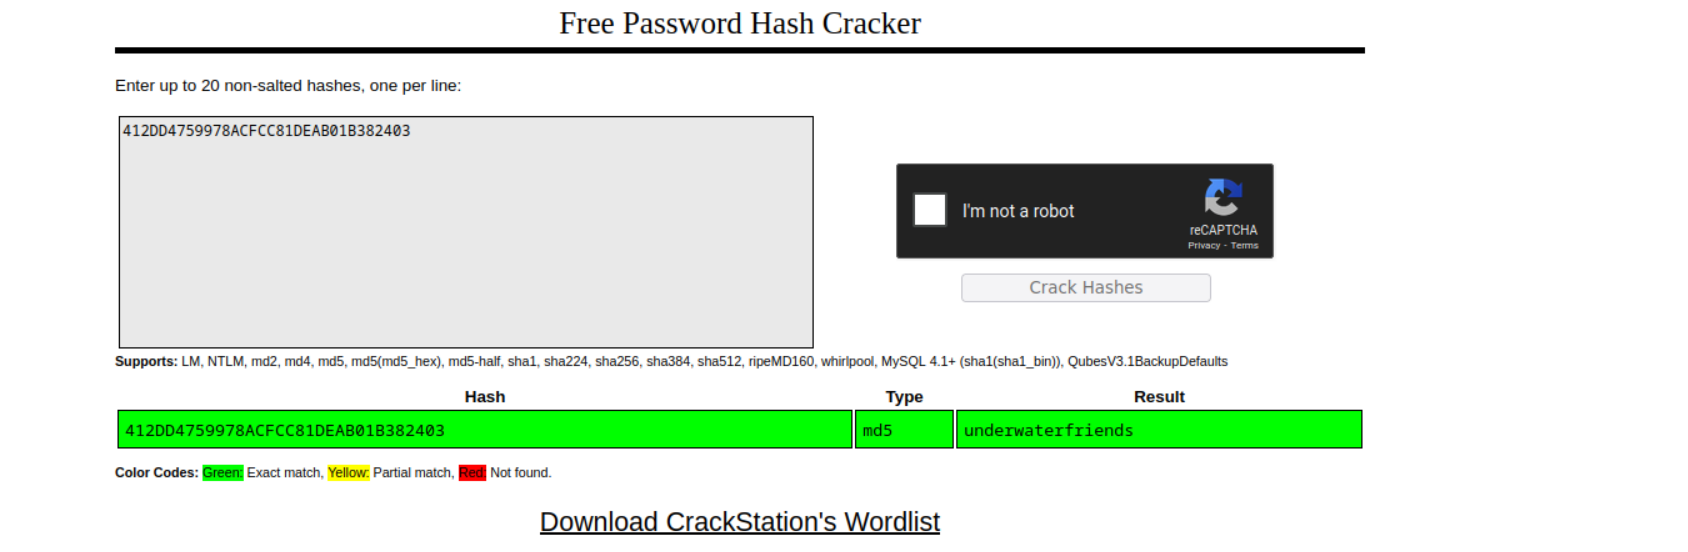 Free Password Hash Cracker
Enter up to 20 non-salted hashes, one per line:
412DD4759978ACFCC81DEAB01B382403
I'm not a robot
reCAPTCHA
Privacy - Terms
Crack Hashes
Supports: LM, NTLM, md2, md4, md5, md5(md5_hex), md5-half, sha1, sha224, sha256, sha384, sha512, ripeMD160, whirlpool, MySQL 4.1+ (sha1(sha1_bin)), QubesV3.1BackupDefaults
Hash Type Result
412DD4759978ACFCC81DEAB01B382403 md5 underwaterfriends
Color Codes: Green: Exact match, Yellow: Partial match, Red: Not found.
Download CrackStation's Wordlist